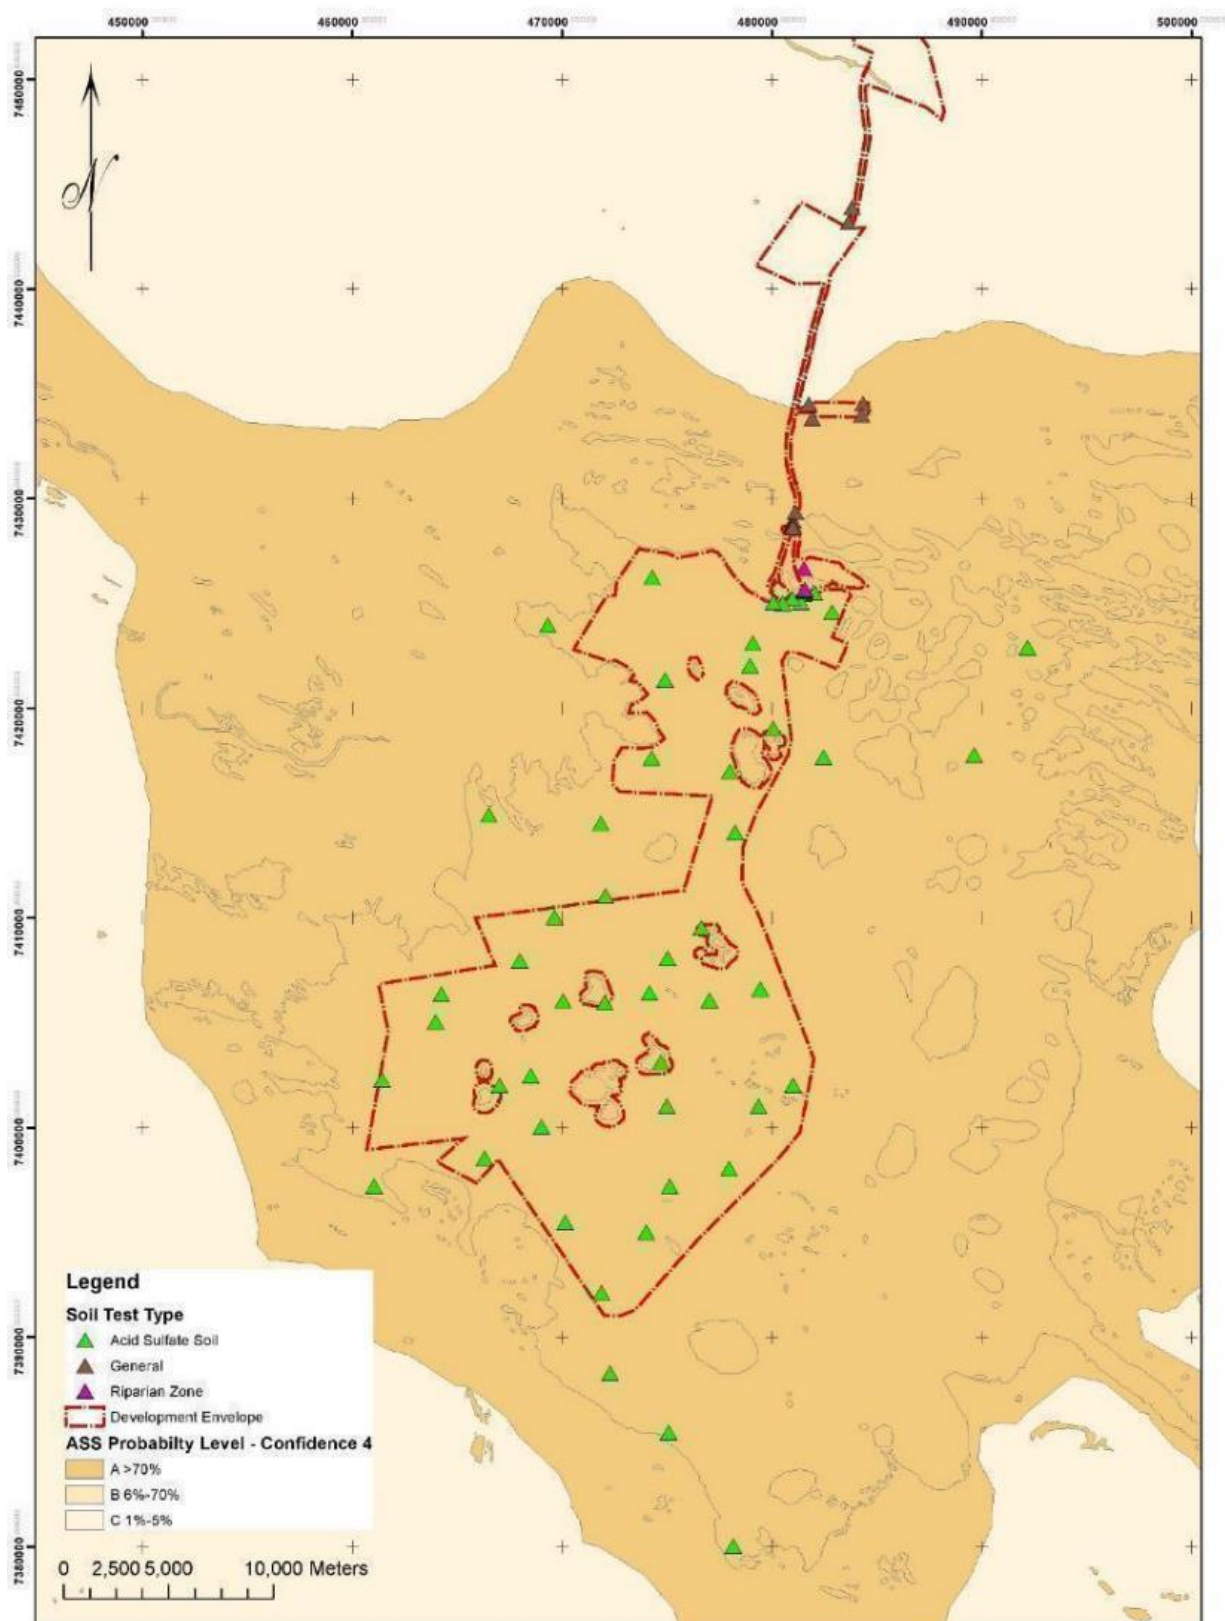 450000 460000 470000 480000 490000 500000
7450000
N
7440000
7430000
7420000
7410000
7400000
7390000
7380000
Legend
Soil Test Type
Acid Sulfate Soil
General
Riparian Zone
Development Envelope
ASS Probabilty Level - Confidence 4
A >70%
B 6%-70%
C 1%-5%
0 2,500 5,000 10,000 Meters